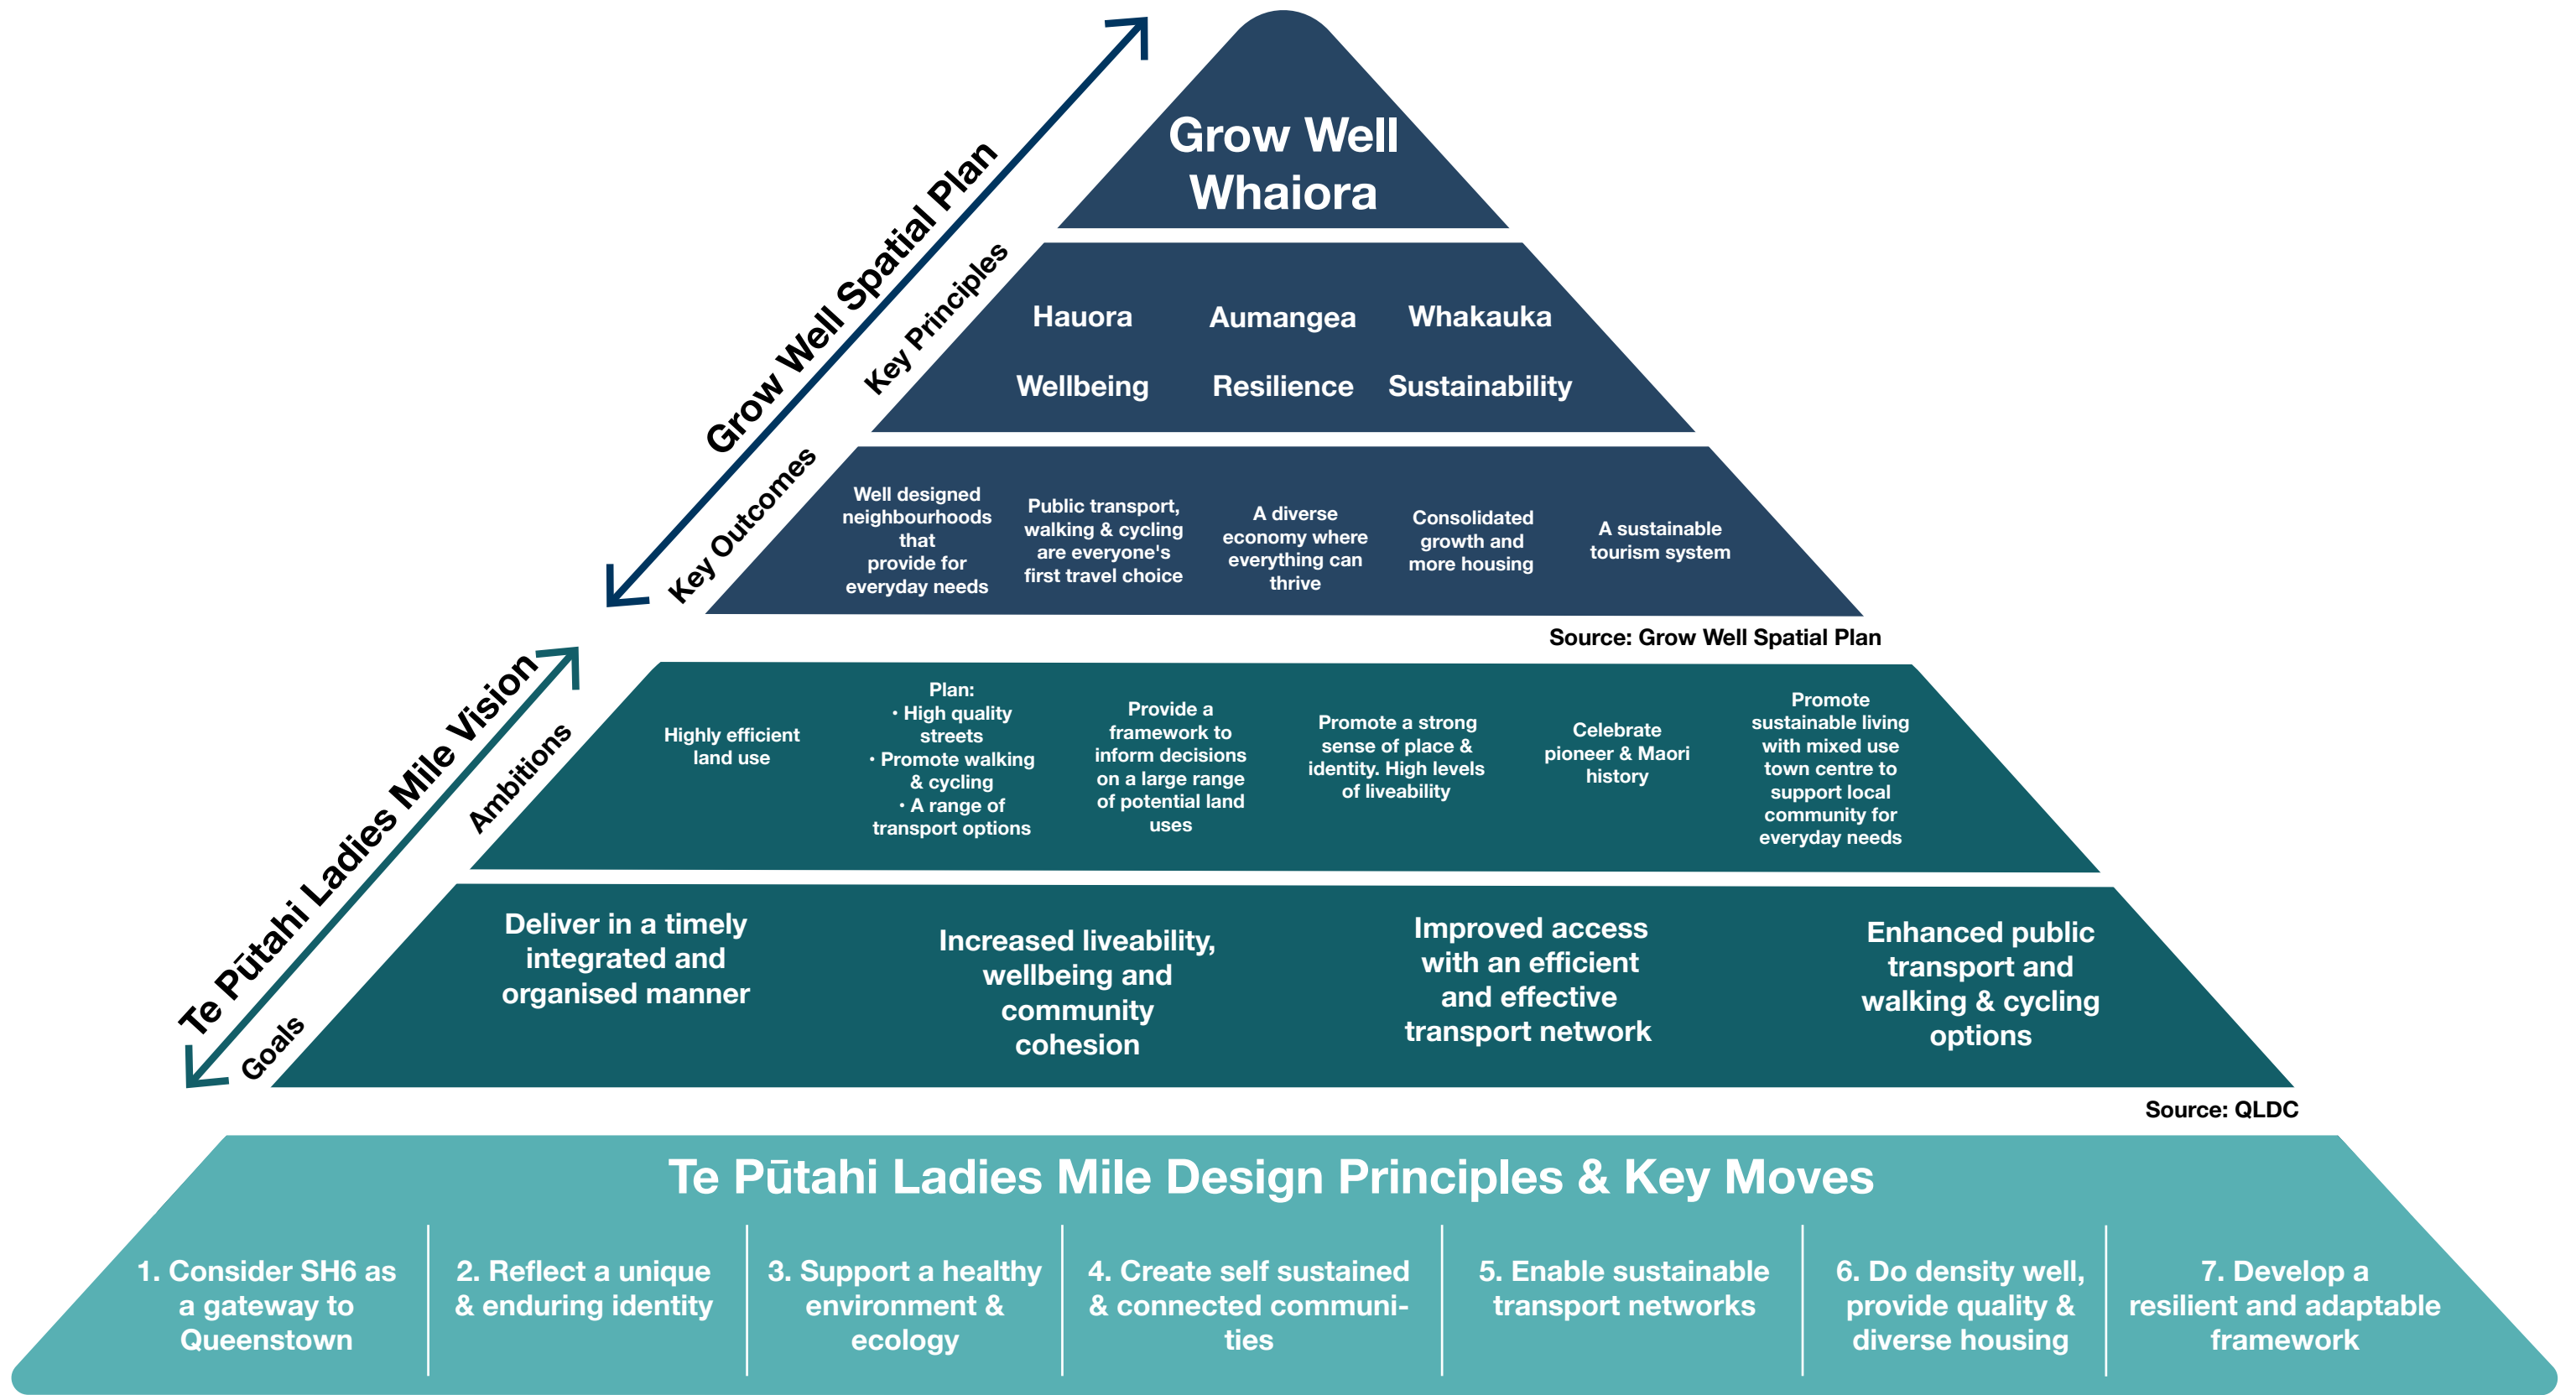 Grow Well
Whaiora
Grow Well Spatial Plan
Key Principles
Hauora
Aumangea
Whakauka
Wellbeing
Resilience
Sustainability
Key Outcomes
Well designed
neighbourhoods
that
provide for
everyday needs
Public transport,
walking & cycling
are everyone's
first travel choice
A diverse
economy where
everything can
thrive
Consolidated
growth and
more housing
A sustainable
tourism system
Source: Grow Well Spatial Plan
Te Pūtahi Ladies Mile Vision
Ambitions
Highly efficient
land use
Plan:
• High quality
streets
• Promote walking
& cycling
• A range of
transport options
Provide a
framework to
inform decisions
on a large range
of potential land
uses
Promote a strong
sense of place &
identity. High levels
of liveability
Celebrate
pioneer & Maori
history
Promote
sustainable living
with mixed use
town centre to
support local
community for
everyday needs
Goals
Deliver in a timely
integrated and
organised manner
Increased liveability,
wellbeing and
community
cohesion
Improved access
with an efficient
and effective
transport network
Enhanced public
transport and
walking & cycling
options
Source: QLDC
Te Pūtahi Ladies Mile Design Principles & Key Moves
1. Consider SH6 as
a gateway to
Queenstown
2. Reflect a unique
& enduring identity
3. Support a healthy
environment &
ecology
4. Create self sustained
& connected communi-
ties
5. Enable sustainable
transport networks
6. Do density well,
provide quality &
diverse housing
7. Develop a
resilient and adaptable
framework